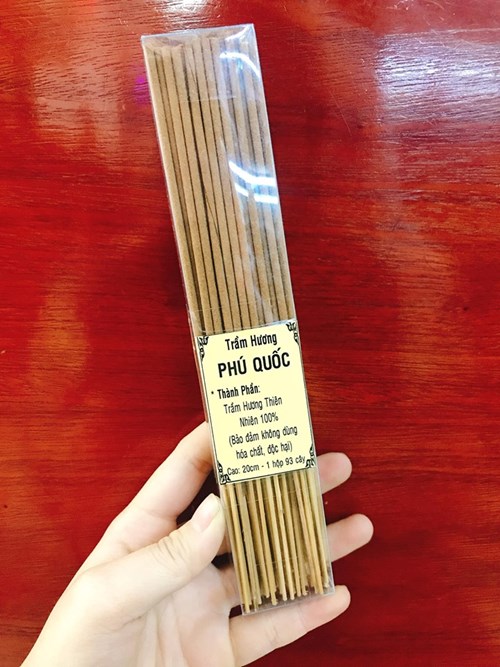 Trầm Hương
PHÚ QUỐC
* Thành Phần:
Trầm Hương Thiên
Nhiên 100%
(Bảo đảm không dùng
hóa chất, độc hại)
Cao: 20cm - 1 hộp 93 cây